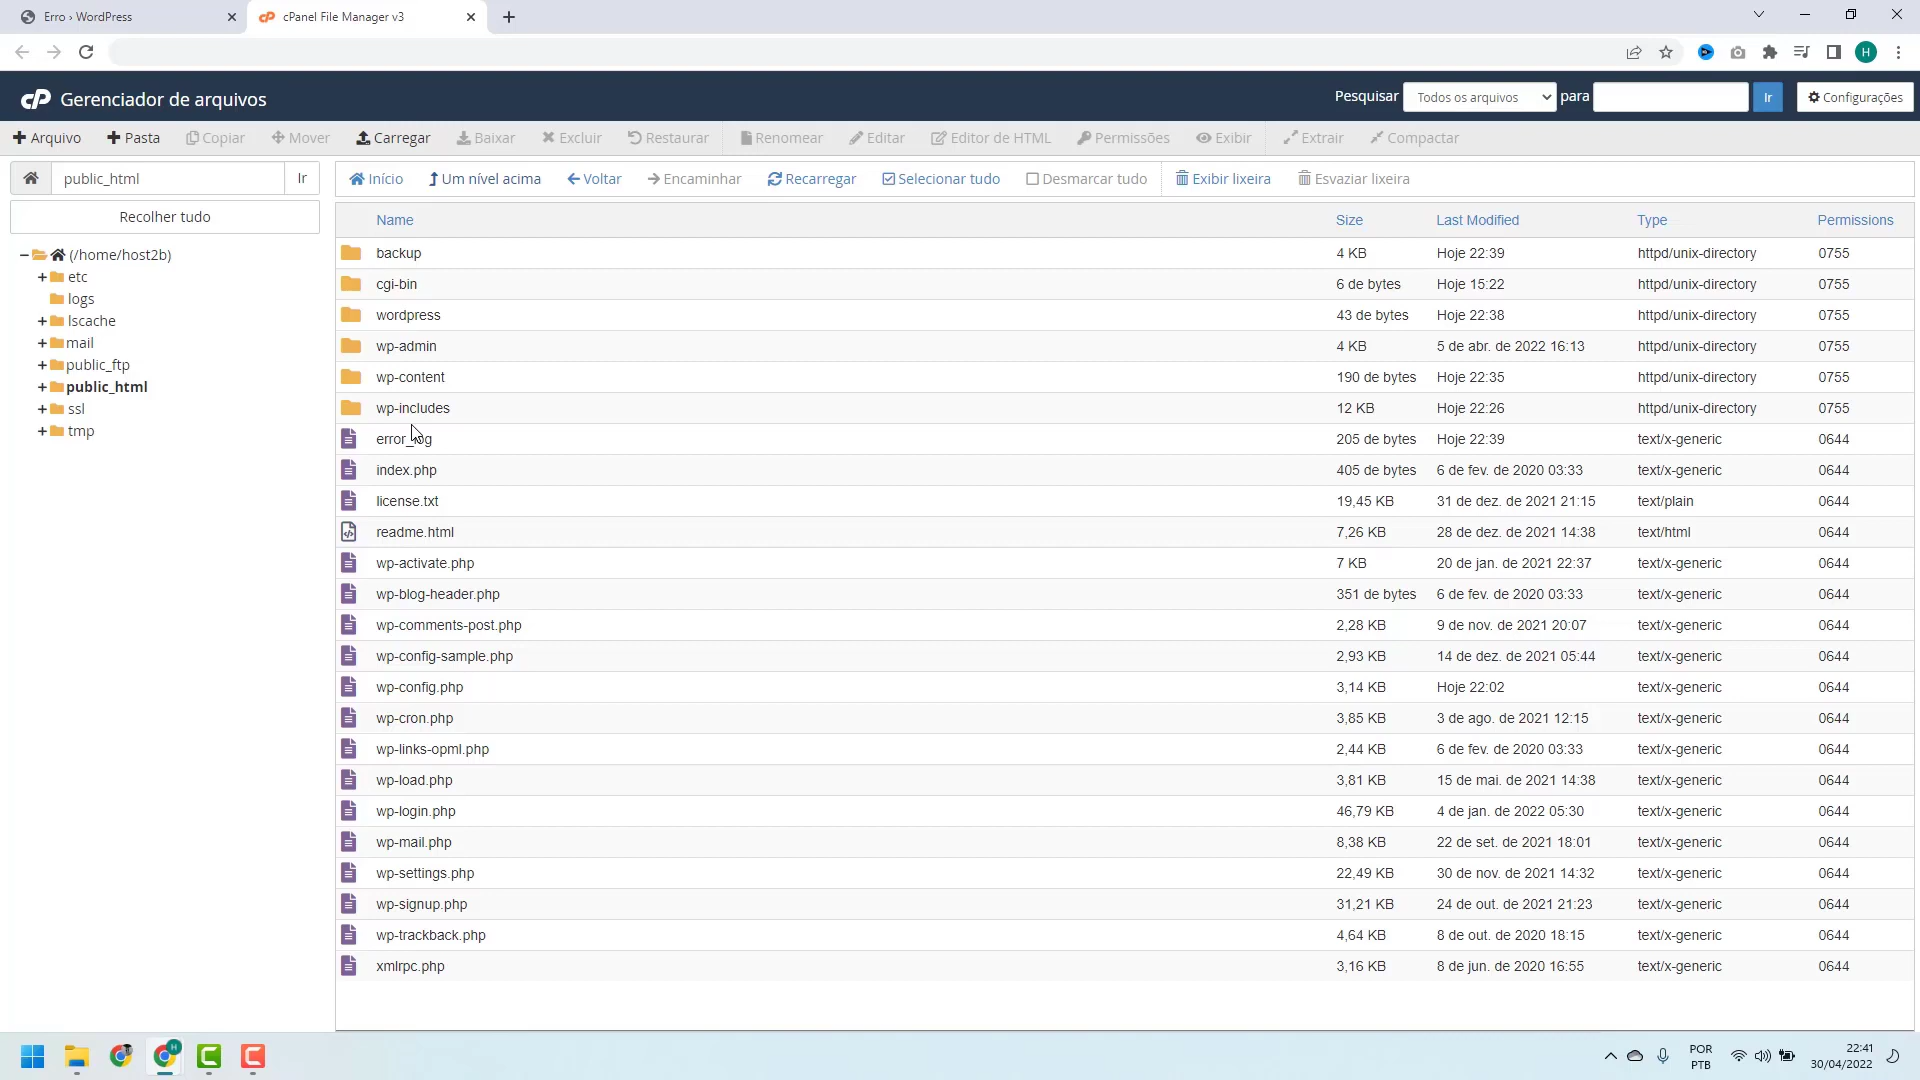 Erro › WordPress
cPanel File Manager v3
H
cP Gerenciador de arquivos
Pesquisar Todos os arquivos para Ir Configurações
Arquivo Pasta Copiar Mover Carregar Baixar Excluir Restaurar Renomear Editar Editor de HTML Permissões Exibir Extrair Compactar
public_html Ir
Início Um nível acima Voltar Encaminhar Recarregar Selecionar tudo Desmarcar tudo Exibir lixeira Esvaziar lixeira
Recolher tudo
(/home/host2b)
etc
logs
lscache
mail
public_ftp
public_html
ssl
tmp
Name Size Last Modified Type Permissions
backup 4 KB Hoje 22:39 httpd/unix-directory 0755
cgi-bin 6 de bytes Hoje 15:22 httpd/unix-directory 0755
wordpress 43 de bytes Hoje 22:38 httpd/unix-directory 0755
wp-admin 4 KB 5 de abr. de 2022 16:13 httpd/unix-directory 0755
wp-content 190 de bytes Hoje 22:35 httpd/unix-directory 0755
wp-includes 12 KB Hoje 22:26 httpd/unix-directory 0755
error_log 205 de bytes Hoje 22:39 text/x-generic 0644
index.php 405 de bytes 6 de fev. de 2020 03:33 text/x-generic 0644
license.txt 19,45 KB 31 de dez. de 2021 21:15 text/plain 0644
readme.html 7,26 KB 28 de dez. de 2021 14:38 text/html 0644
wp-activate.php 7 KB 20 de jan. de 2021 22:37 text/x-generic 0644
wp-blog-header.php 351 de bytes 6 de fev. de 2020 03:33 text/x-generic 0644
wp-comments-post.php 2,28 KB 9 de nov. de 2021 20:07 text/x-generic 0644
wp-config-sample.php 2,93 KB 14 de dez. de 2021 05:44 text/x-generic 0644
wp-config.php 3,14 KB Hoje 22:02 text/x-generic 0644
wp-cron.php 3,85 KB 3 de ago. de 2021 12:15 text/x-generic 0644
wp-links-opml.php 2,44 KB 6 de fev. de 2020 03:33 text/x-generic 0644
wp-load.php 3,81 KB 15 de mai. de 2021 14:38 text/x-generic 0644
wp-login.php 46,79 KB 4 de jan. de 2022 05:30 text/x-generic 0644
wp-mail.php 8,38 KB 22 de set. de 2021 18:01 text/x-generic 0644
wp-settings.php 22,49 KB 30 de nov. de 2021 14:32 text/x-generic 0644
wp-signup.php 31,21 KB 24 de out. de 2021 21:23 text/x-generic 0644
wp-trackback.php 4,64 KB 8 de out. de 2020 18:15 text/x-generic 0644
xmlrpc.php 3,16 KB 8 de jun. de 2020 16:55 text/x-generic 0644
H
POR
PTB
22:41
30/04/2022